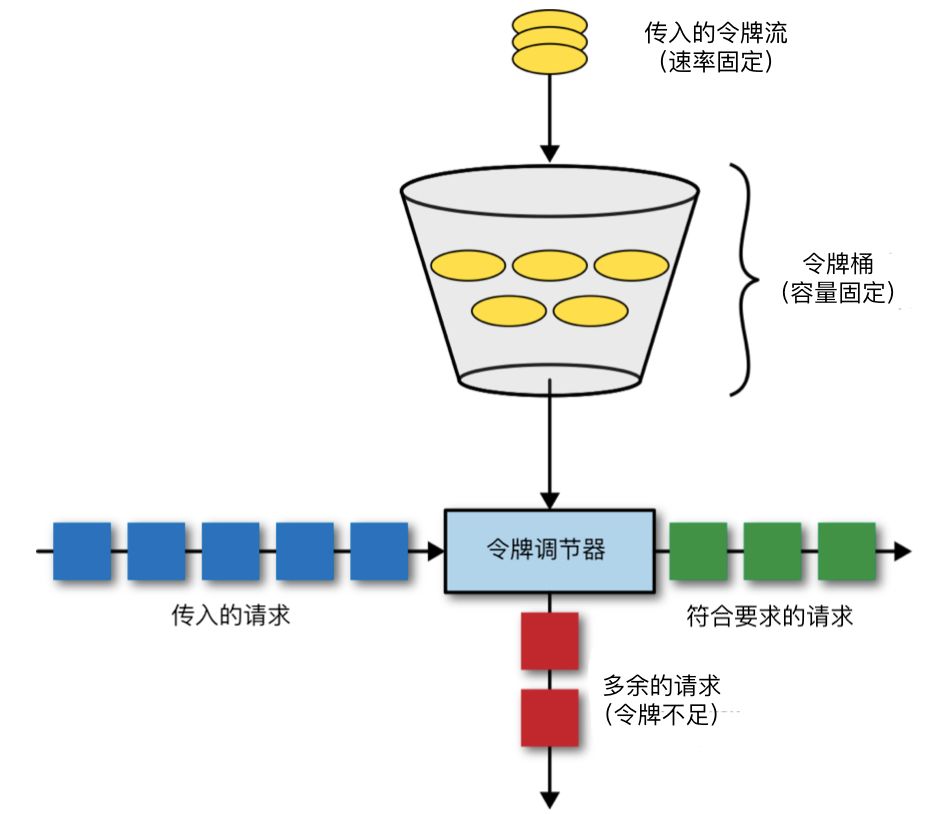 传入的令牌流
（速率固定）
令牌桶
（容量固定）
令牌调节器
传入的请求
符合要求的请求
多余的请求
（令牌不足）